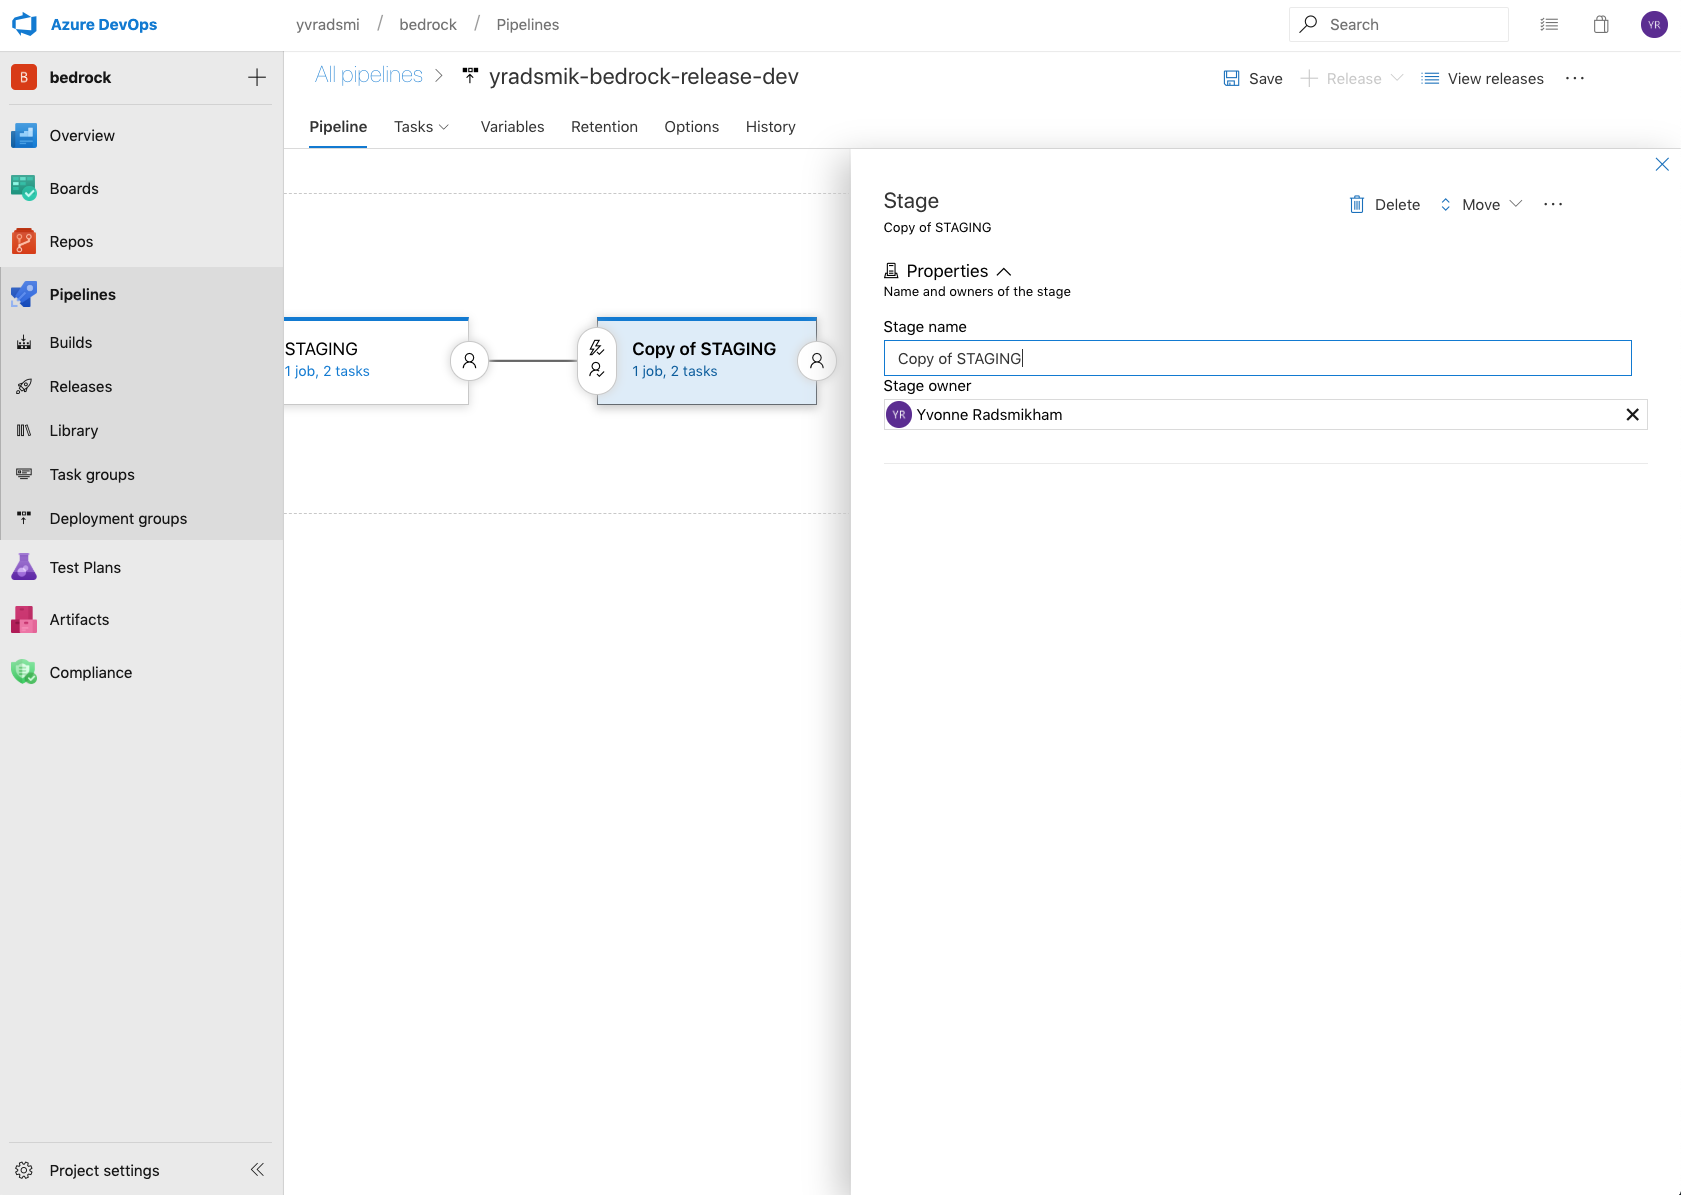 Azure DevOps
yvradsmi / bedrock / Pipelines
Search
YR
B
bedrock
Overview
Boards
Repos
Pipelines
Builds
Releases
Library
Task groups
Deployment groups
Test Plans
Artifacts
Compliance
Project settings
All pipelines > yradsmik-bedrock-release-dev
Save
Release
View releases
Pipeline
Tasks
Variables
Retention
Options
History
STAGING
1 job, 2 tasks
Copy of STAGING
1 job, 2 tasks
Stage
Copy of STAGING
Delete
Move
Properties
Name and owners of the stage
Stage name
Copy of STAGING
Stage owner
YR
Yvonne Radsmikham